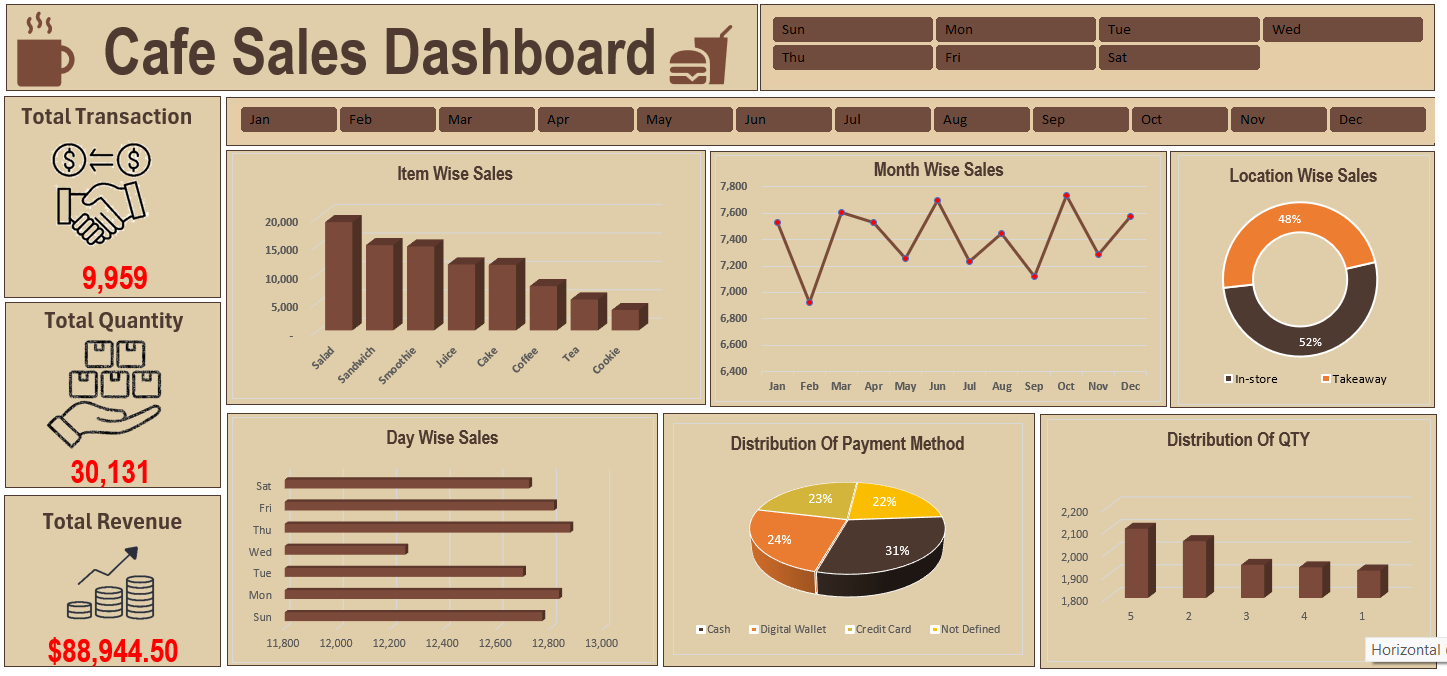 Cafe Sales Dashboard
Sun Mon Tue Wed
Thu Fri Sat
Total Transaction
$ $
9,959
Total Quantity
30,131
Total Revenue
$88,944.50
Jan Feb Mar Apr May Jun Jul Aug Sep Oct Nov Dec
Item Wise Sales
20,000
15,000
10,000
5,000
-
Salad Sandwich Smoothie Juice Cake Coffee Tea Cookie
Month Wise Sales
7,800
7,600
7,400
7,200
7,000
6,800
6,600
6,400
Jan Feb Mar Apr May Jun Jul Aug Sep Oct Nov Dec
Location Wise Sales
48%
52%
In-store Takeaway
Day Wise Sales
Sat
Fri
Thu
Wed
Tue
Mon
Sun
11,800 12,000 12,200 12,400 12,600 12,800 13,000
Distribution Of Payment Method
23% 22%
24%
31%
Cash Digital Wallet Credit Card Not Defined
Distribution Of QTY
2,200
2,100
2,000
1,900
1,800
5 2 3 4 1
Horizontal